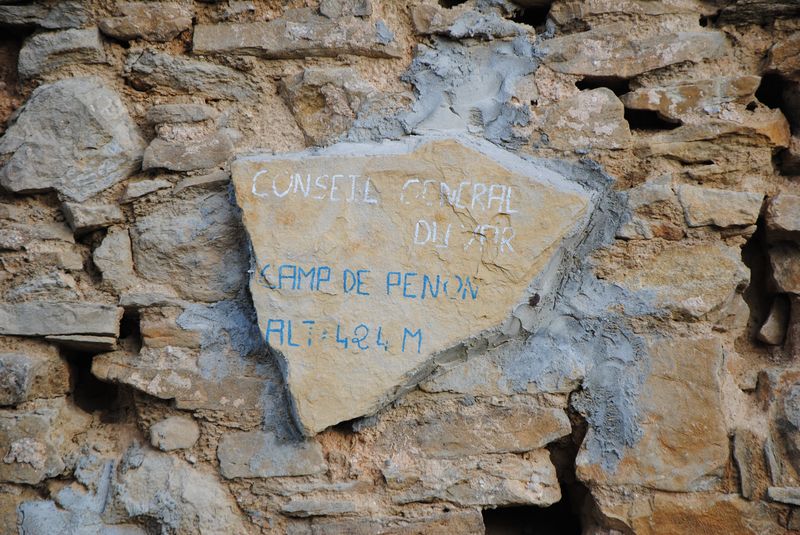 CONSEIL GENERAL
DU VAR
CAMP DE PENON
ALT: 424 M